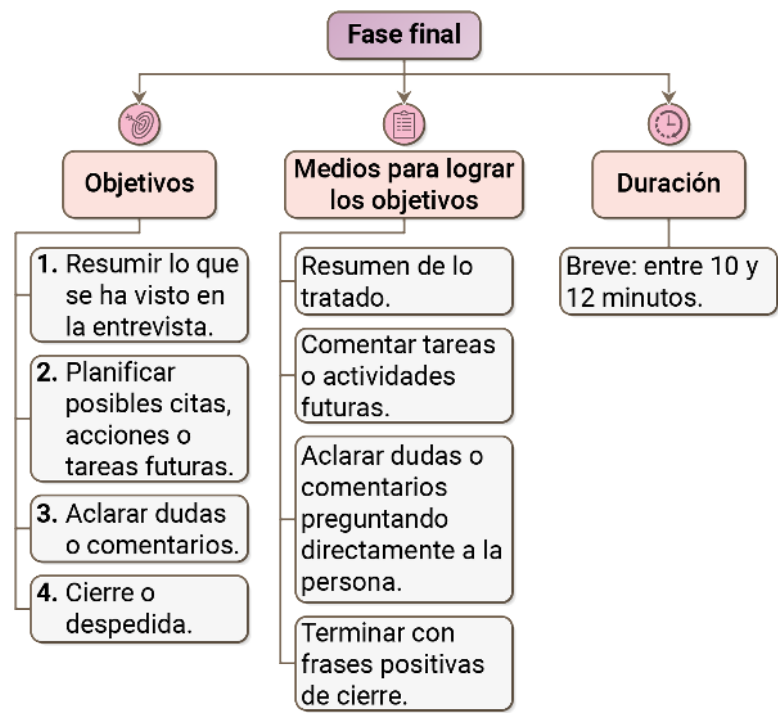 Fase final
Objetivos
1. Resumir lo que
se ha visto en
la entrevista.
2. Planificar
posibles citas,
acciones o
tareas futuras.
3. Aclarar dudas
o comentarios.
4. Cierre o
despedida.
Medios para lograr
los objetivos
Resumen de lo
tratado.
Comentar tareas
o actividades
futuras.
Aclarar dudas o
comentarios
preguntando
directamente a la
persona.
Terminar con
frases positivas
de cierre.
Duración
Breve: entre 10 y
12 minutos.